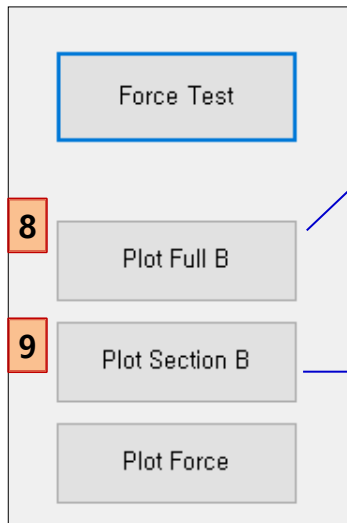 Force Test
8
Plot Full B
9
Plot Section B
Plot Force